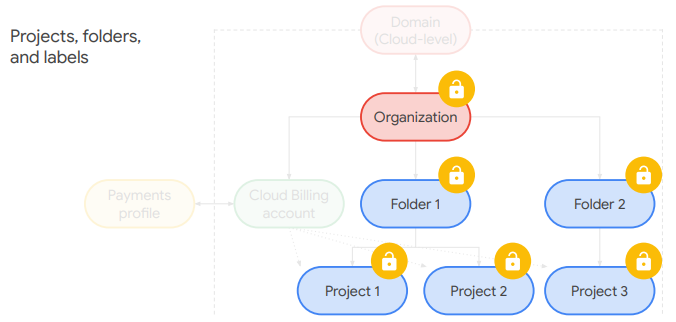 Projects, folders,
and labels
Domain
(Cloud-level)
Organization
Payments
profile
Cloud Billing
account
Folder 1
Folder 2
Project 1
Project 2
Project 3